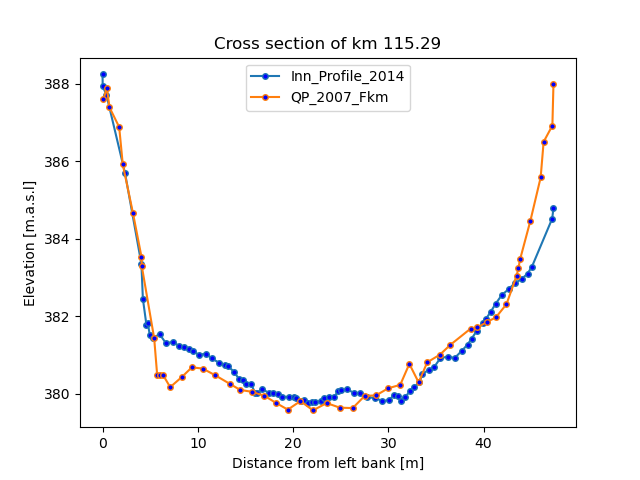 Cross section of km 115.29
Inn_Profile_2014
QP_2007_Fkm
388
386
384
382
380
Elevation [m.a.s.l]
0 10 20 30 40
Distance from left bank [m]